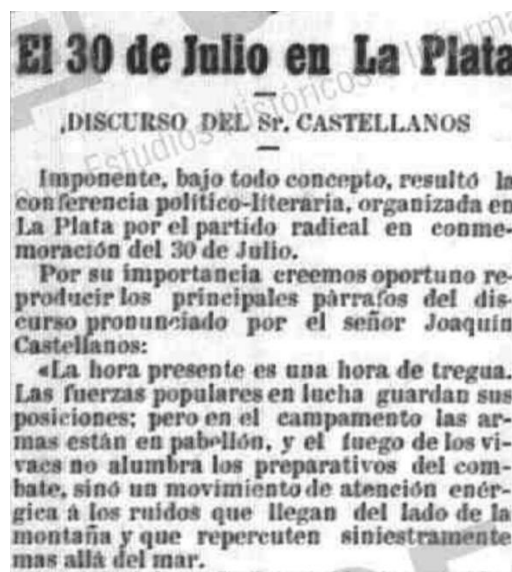 El 30 de Julio en La Plata
DISCURSO DEL Sr. CASTELLANOS
Imponente, bajo todo concepto, resultó la
conferencia político-literaria, organizada en
La Plata por el partido radical en conme-
moración del 30 de Julio.
Por su importancia creemos oportuno re-
producir los principales párrafos del dis-
curso pronunciado por el señor Joaquín
Castellanos:
«La hora presente es una hora de tregua.
Las fuerzas populares en lucha guardan sus
posiciones; pero en el campamento las ar-
mas están en pabellón, y el fuego de los vi-
vacs no alumbra los preparativos del com-
bate, sinó un movimiento de atención enér-
gica á los ruidos que llegan del lado de la
montaña y que repercuten siniestramente
mas allá del mar.
Estudios Históricos